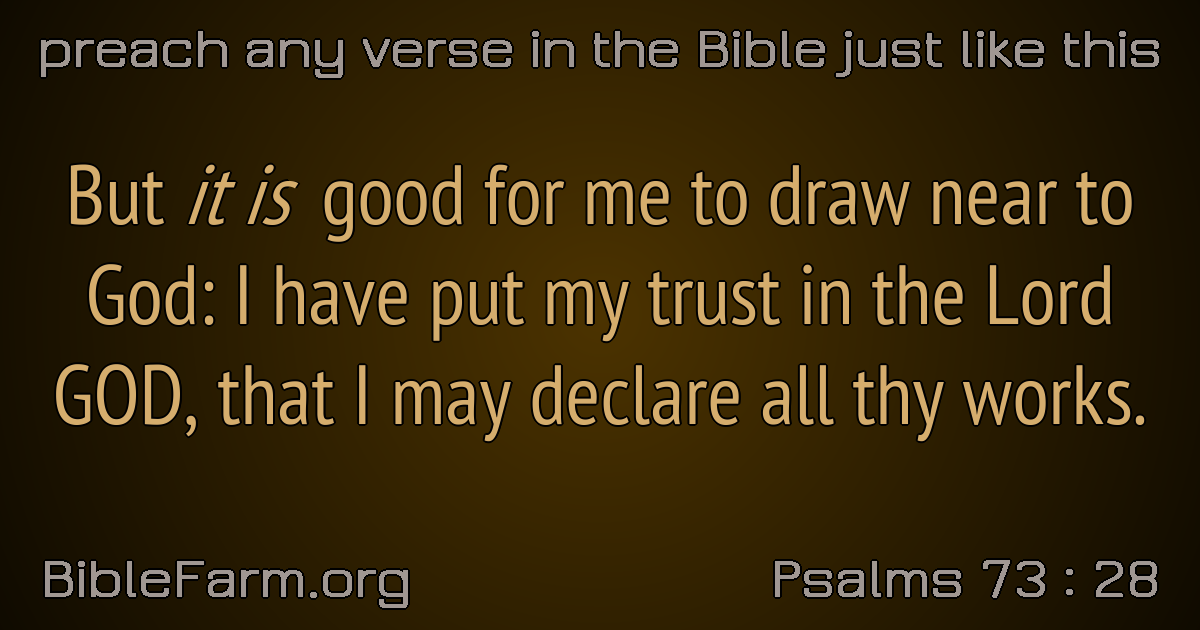 preach any verse in the Bible just like this
But it is good for me to draw near to
God: I have put my trust in the Lord
GOD, that I may declare all thy works.
BibleFarm.org
Psalms 73 : 28